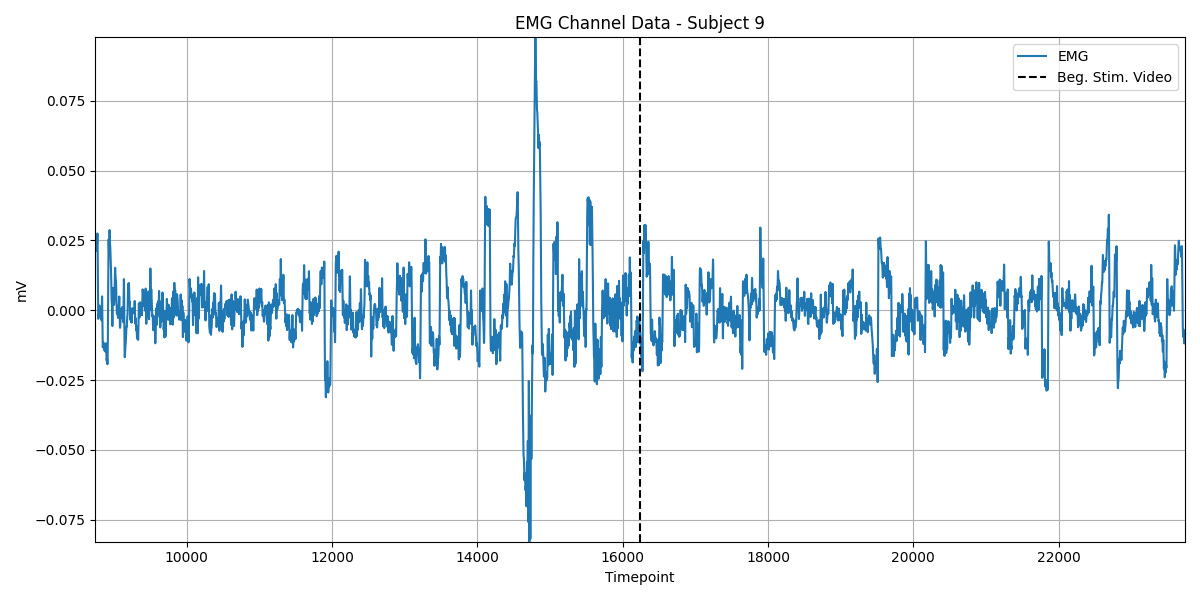 EMG Channel Data - Subject 9
EMG
Beg. Stim. Video
mV
0.075
0.050
0.025
0.000
−0.025
−0.050
−0.075
10000 12000 14000 16000 18000 20000 22000
Timepoint